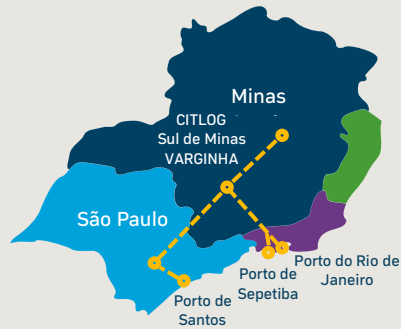 Minas
CITLOG
Sul de Minas
VARGINHA
São Paulo
Porto do Rio de
Janeiro
Porto de
Sepetiba
Porto de
Santos